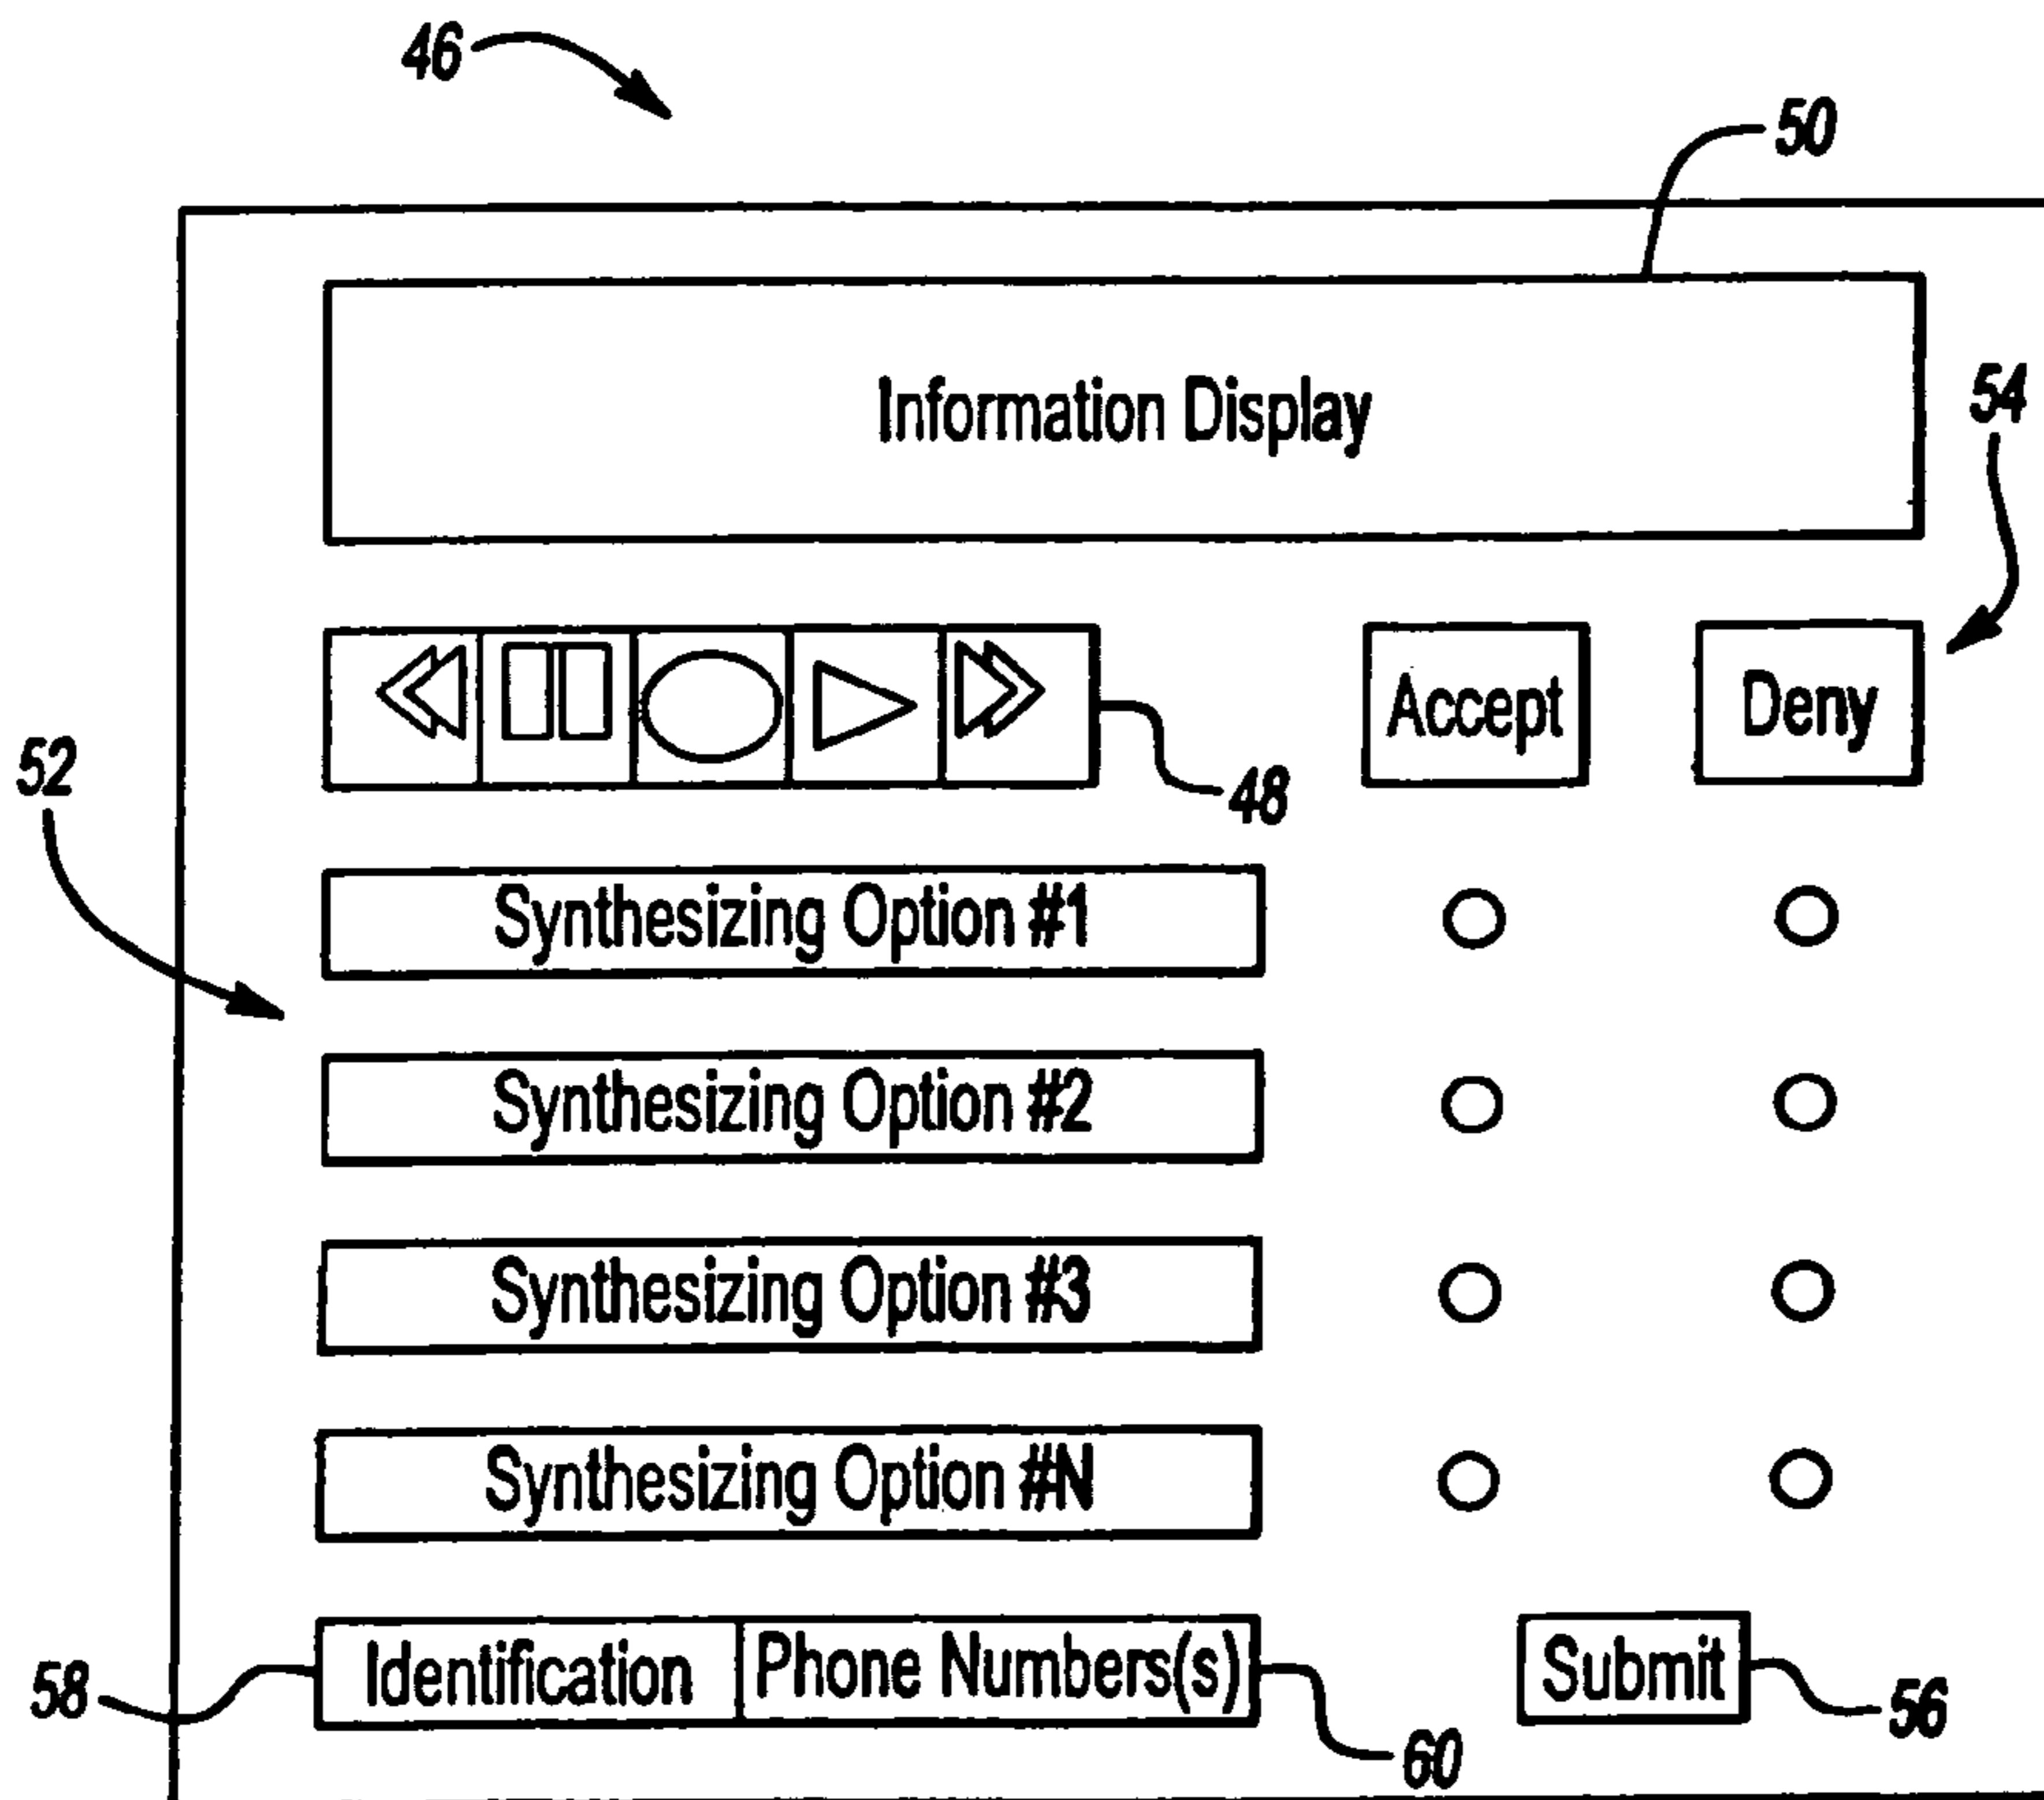 46
50
Information Display
54
Accept Deny
52
48
Synthesizing Option #1
Synthesizing Option #2
Synthesizing Option #3
Synthesizing Option #N
Identification Phone Numbers(s) Submit
58
56
60